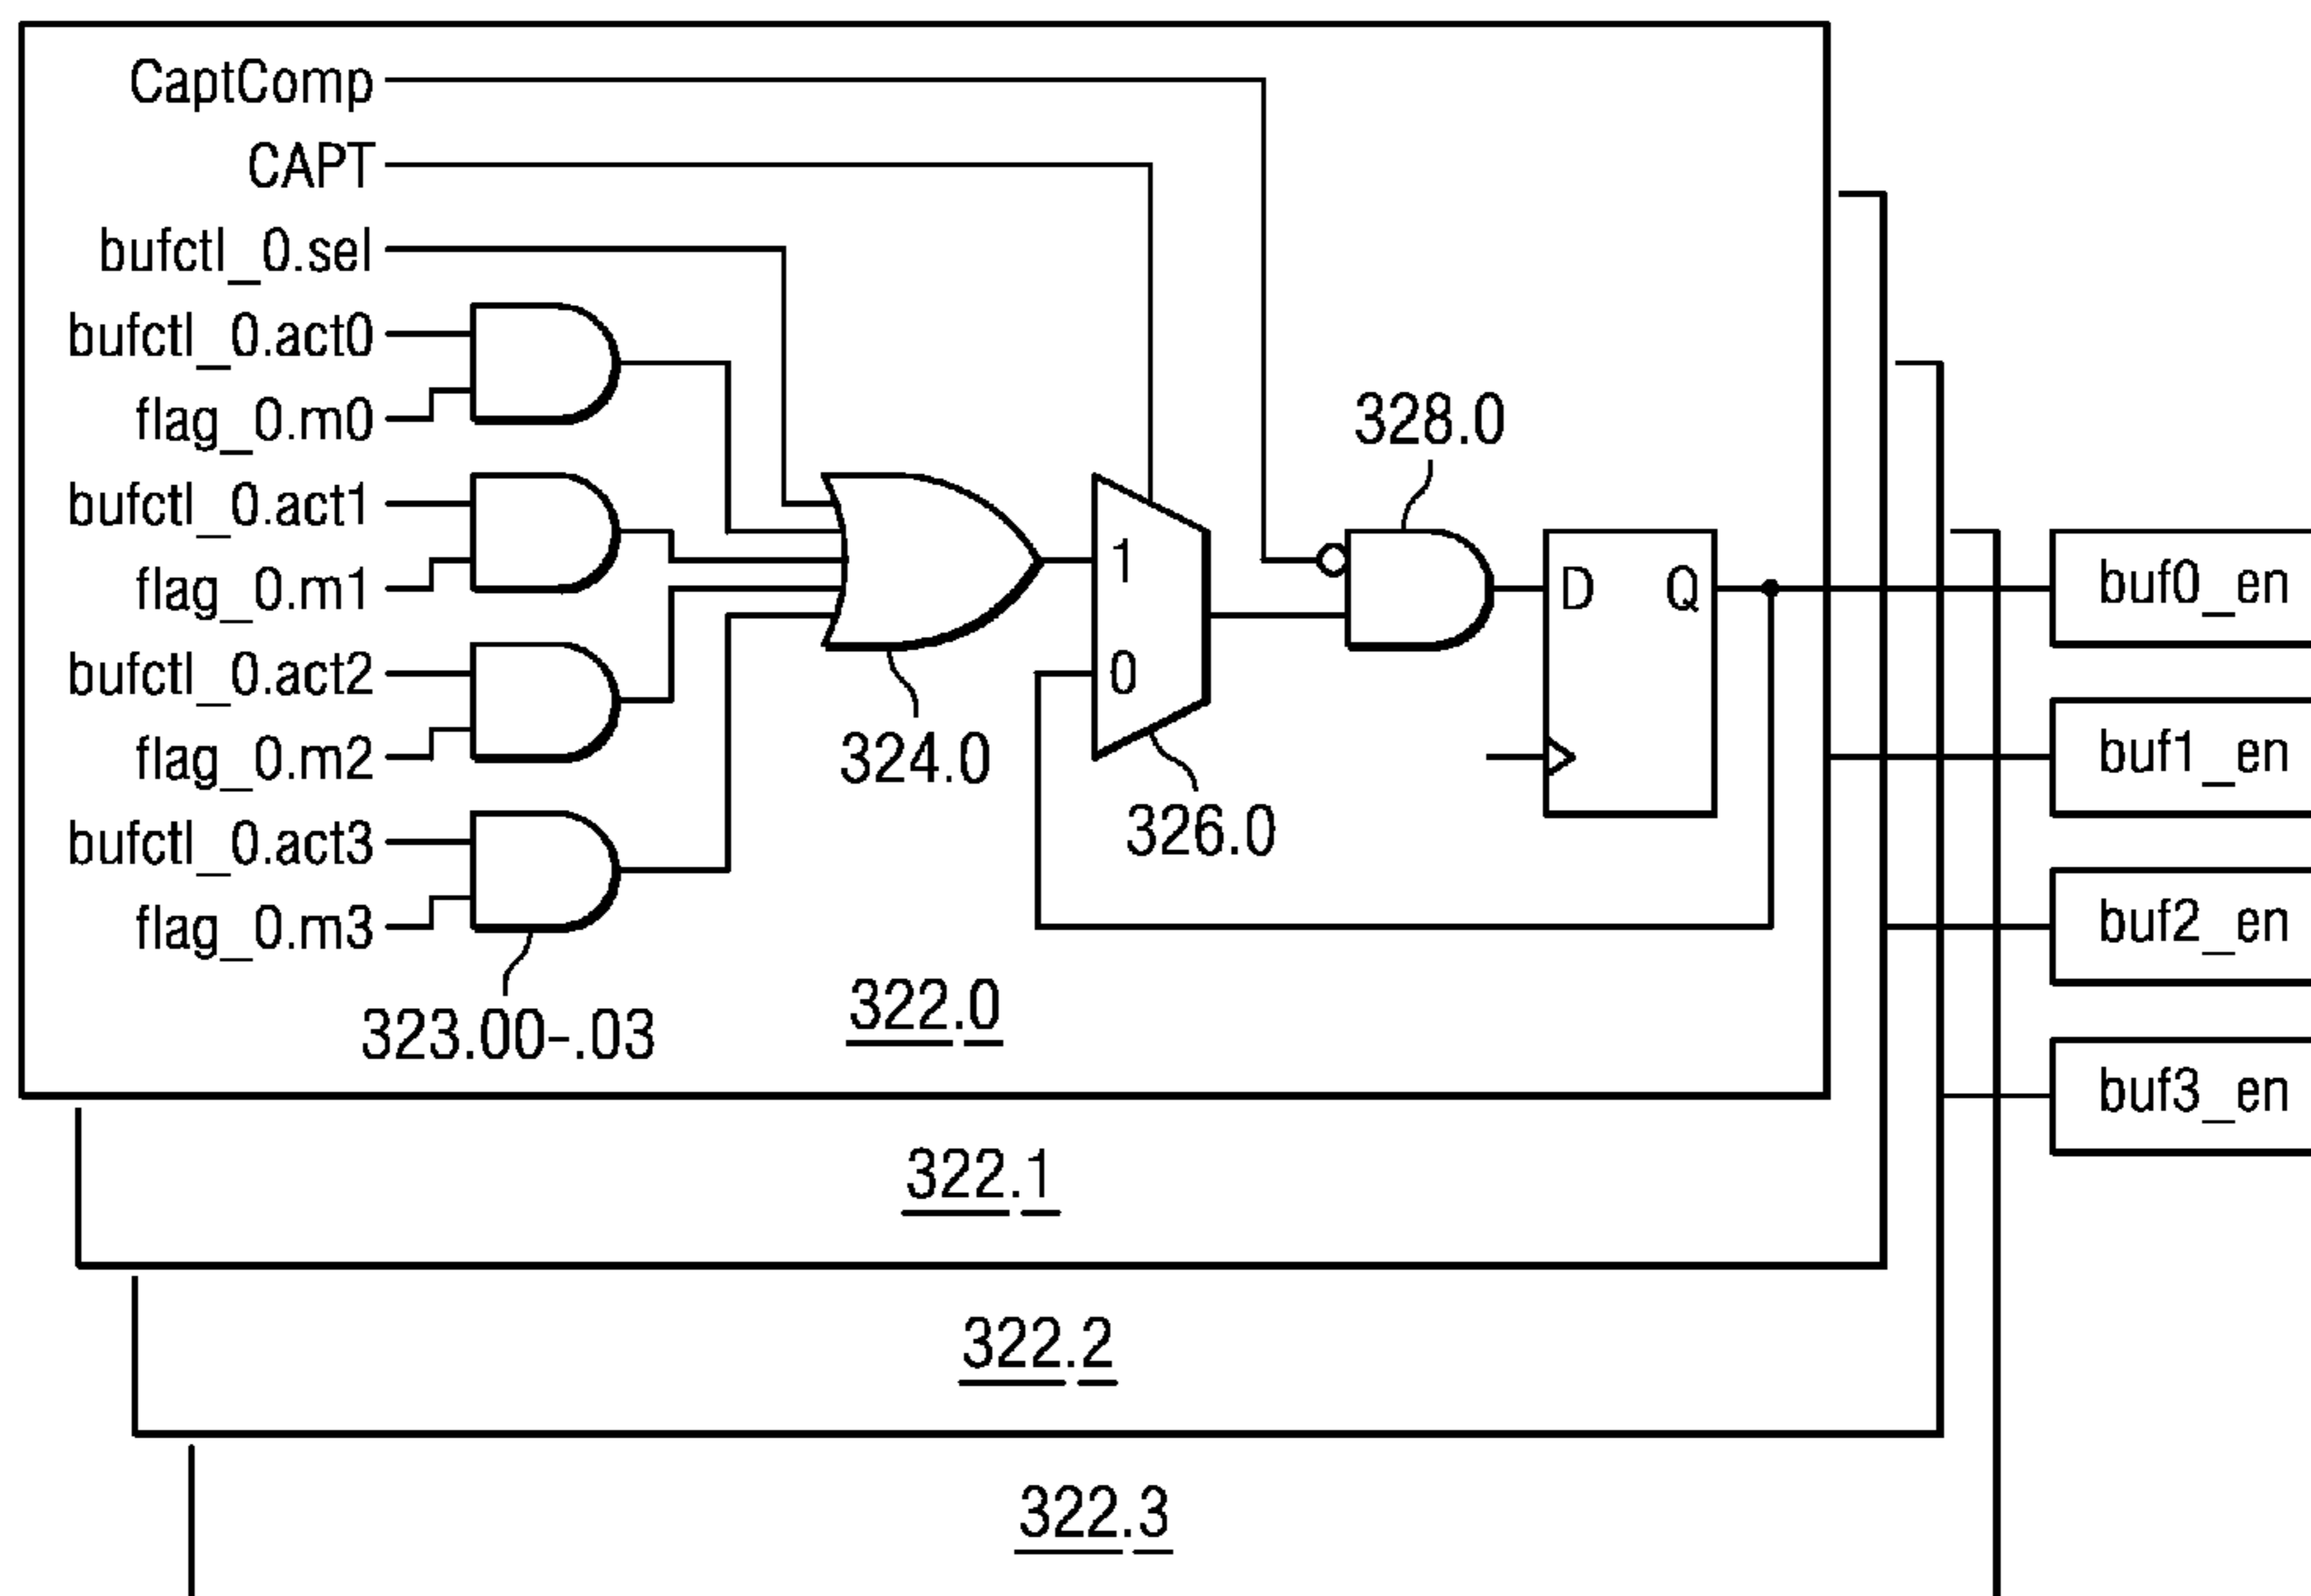 CaptComp
CAPT
bufctl_0.sel
bufctl_0.act0
flag_0.m0
bufctl_0.act1
flag_0.m1
bufctl_0.act2
flag_0.m2
bufctl_0.act3
flag_0.m3
323.00-.03
324.0
1
0
326.0
328.0
D Q
322.0
322.1
322.2
322.3
buf0_en
buf1_en
buf2_en
buf3_en